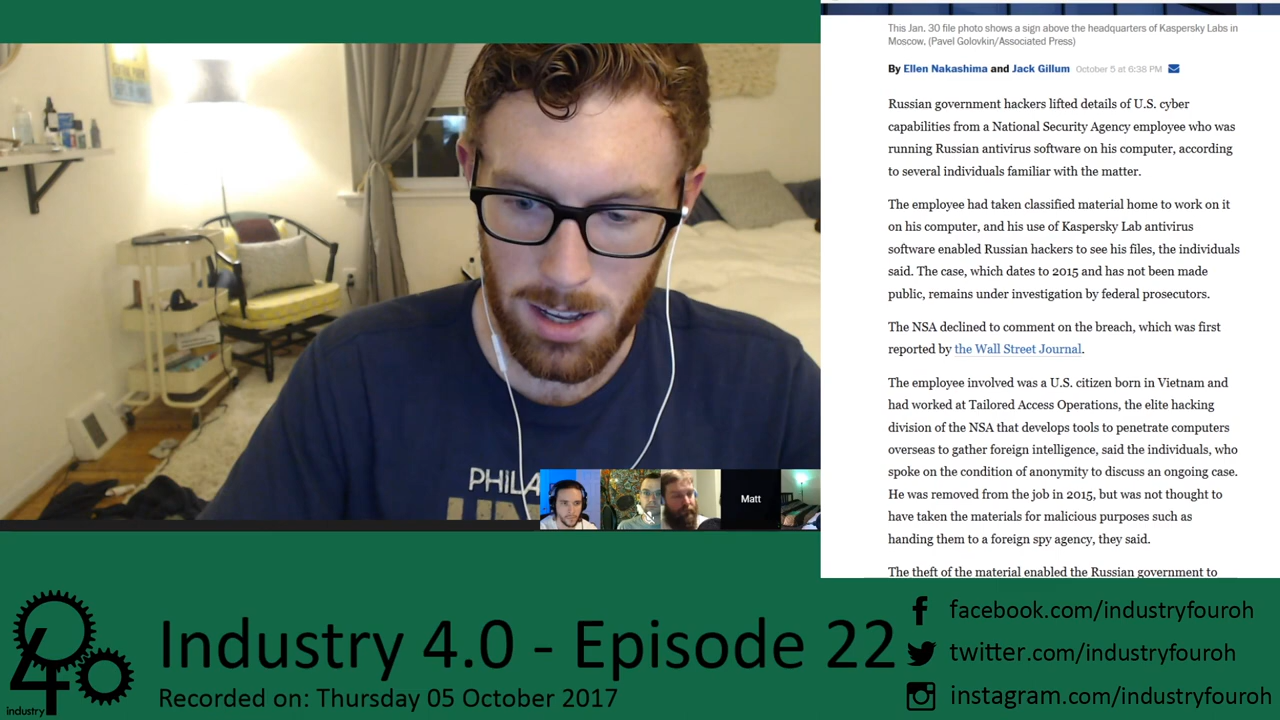 This Jan. 30 file photo shows a sign above the headquarters of Kaspersky Labs in
Moscow. (Pavel Golovkin/Associated Press)
By Ellen Nakashima and Jack Gillum October 5 at 6:38 PM
Russian government hackers lifted details of U.S. cyber
capabilities from a National Security Agency employee who was
running Russian antivirus software on his computer, according
to several individuals familiar with the matter.
The employee had taken classified material home to work on it
on his computer, and his use of Kaspersky Lab antivirus
software enabled Russian hackers to see his files, the individuals
said. The case, which dates to 2015 and has not been made
public, remains under investigation by federal prosecutors.
The NSA declined to comment on the breach, which was first
reported by the Wall Street Journal.
The employee involved was a U.S. citizen born in Vietnam and
had worked at Tailored Access Operations, the elite hacking
division of the NSA that develops tools to penetrate computers
overseas to gather foreign intelligence, said the individuals, who
spoke on the condition of anonymity to discuss an ongoing case.
He was removed from the job in 2015, but was not thought to
have taken the materials for malicious purposes such as
handing them to a foreign spy agency, they said.
The theft of the material enabled the Russian government to
PHILA
Matt
4.0
industry
Industry 4.0 - Episode 22
Recorded on: Thursday 05 October 2017
facebook.com/industryfouroh
twitter.com/industryfouroh
instagram.com/industryfouroh